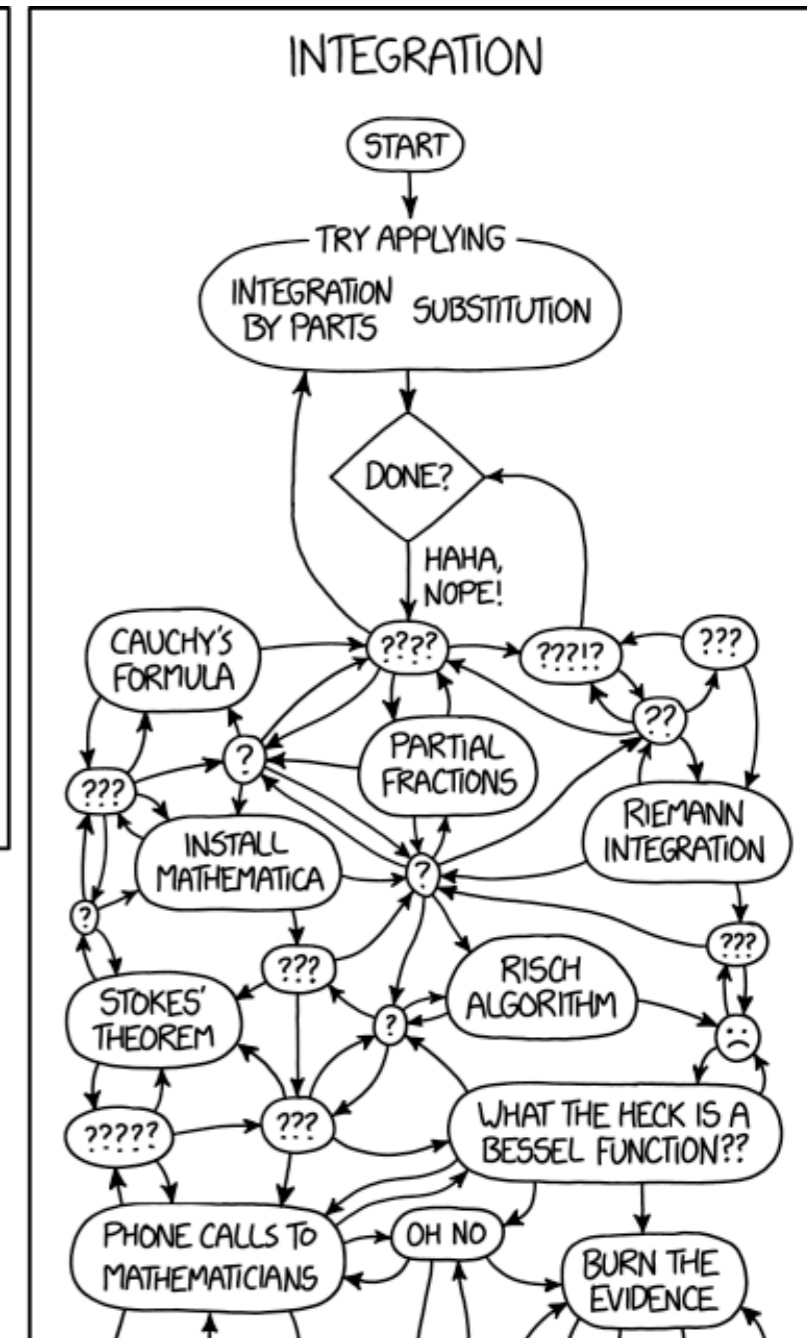 INTEGRATION
START
TRY APPLYING
INTEGRATION
BY PARTS
SUBSTITUTION
DONE?
HAHA,
NOPE!
CAUCHY'S
FORMULA
????
???!?
???
??
?
PARTIAL
FRACTIONS
???
RIEMANN
INTEGRATION
INSTALL
MATHEMATICA
?
?
???
???
RISCH
ALGORITHM
STOKES'
THEOREM
?
?????
???
WHAT THE HECK IS A
BESSEL FUNCTION??
PHONE CALLS TO
MATHEMATICIANS
OH NO
BURN THE
EVIDENCE